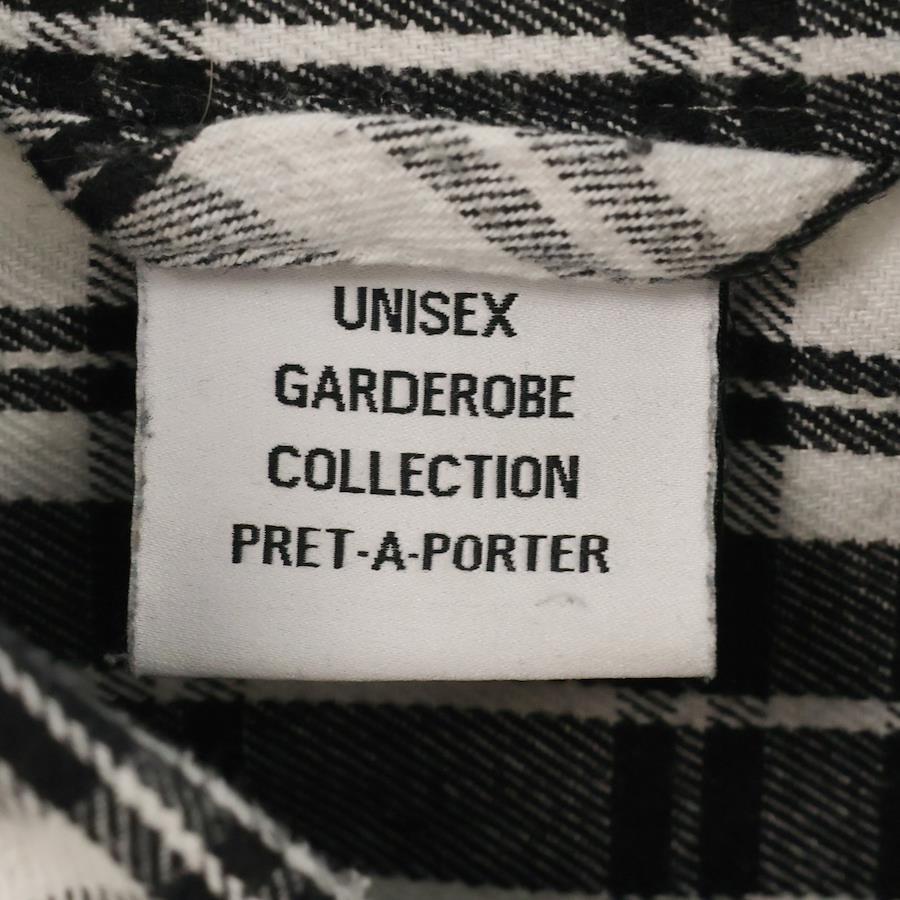 UNISEX
GARDEROBE
COLLECTION
PRET-A-PORTER